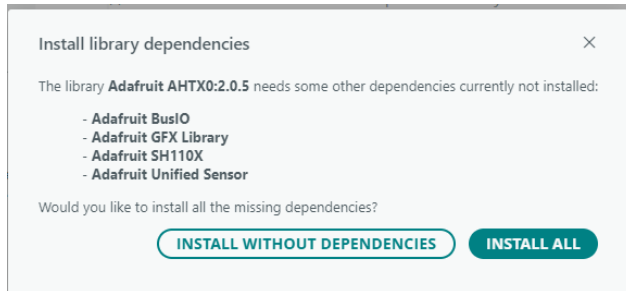 Install library dependencies
The library Adafruit AHTX0:2.0.5 needs some other dependencies currently not installed:
- Adafruit BusIO
- Adafruit GFX Library
- Adafruit SH110X
- Adafruit Unified Sensor
Would you like to install all the missing dependencies?
INSTALL WITHOUT DEPENDENCIES INSTALL ALL